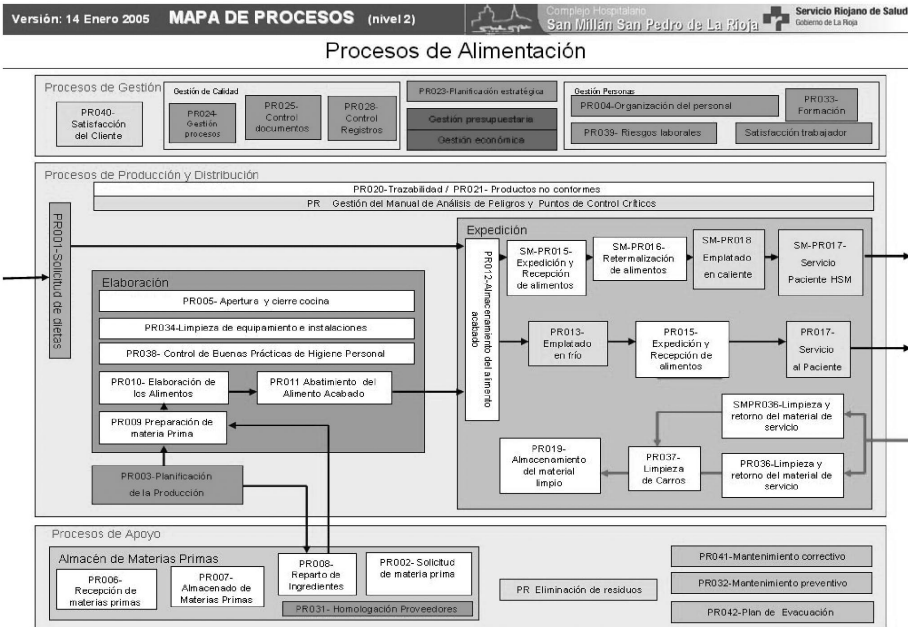 Versión: 14 Enero 2005 MAPA DE PROCESOS (nivel 2)
Complejo Hospitalario
San Millán San Pedro de La Rioja
Servicio Riojano de Salud
Gobierno de La Rioja
Procesos de Alimentación
Procesos de Gestión
PR040-
Satisfacción
del Cliente
Gestión de Calidad
PR024-
Gestión
procesos
PR025-
Control
documentos
PR028-
Control
Registros
PR023-Planificación estratégica
Gestión presupuestaria
Gestión económica
Gestión Personas
PR004-Organización del personal
PR033-
Formación
PR039- Riesgos laborales
Satisfacción trabajador
Procesos de Producción y Distribución
PR020-Trazabilidad / PR021- Productos no conformes
PR Gestión del Manual de Análisis de Peligros y Puntos de Control Críticos
PR001-Solicitud de dietas
Elaboración
PR005- Apertura y cierre cocina
PR034-Limpieza de equipamiento e instalaciones
PR038- Control de Buenas Prácticas de Higiene Personal
PR010- Elaboración de
los Alimentos
PR011 Abatimiento del
Alimento Acabado
PR009 Preparación de
materia Prima
PR003-Planificación
de la Producción
Expedición
PR012-Almacenamiento del alimento
acabado
SM-PR015-
Expedición y
Recepción
de alimentos
SM-PR016-
Retermalización
de alimentos
SM-PR018
Emplatado
en caliente
SM-PR017-
Servicio
Paciente HSM
PR013-
Emplatado
en frío
PR015-
Expedición y
Recepción de
alimentos
PR017-
Servicio
al Paciente
SMPR036-Limpieza y
retorno del material de
servicio
PR019-
Almacenamiento
del material
limpio
PR037-
Limpieza
de Carros
PR036-Limpieza y
retorno del material de
servicio
Procesos de Apoyo
Almacén de Materias Primas
PR006-
Recepción de
materias primas
PR007-
Almacenado de
Materias Primas
PR008-
Reparto de
Ingredientes
PR002- Solicitud
de materia prima
PR031- Homologación Proveedores
PR Eliminación de residuos
PR041-Mantenimiento correctivo
PR032-Mantenimiento preventivo
PR042-Plan de Evacuación